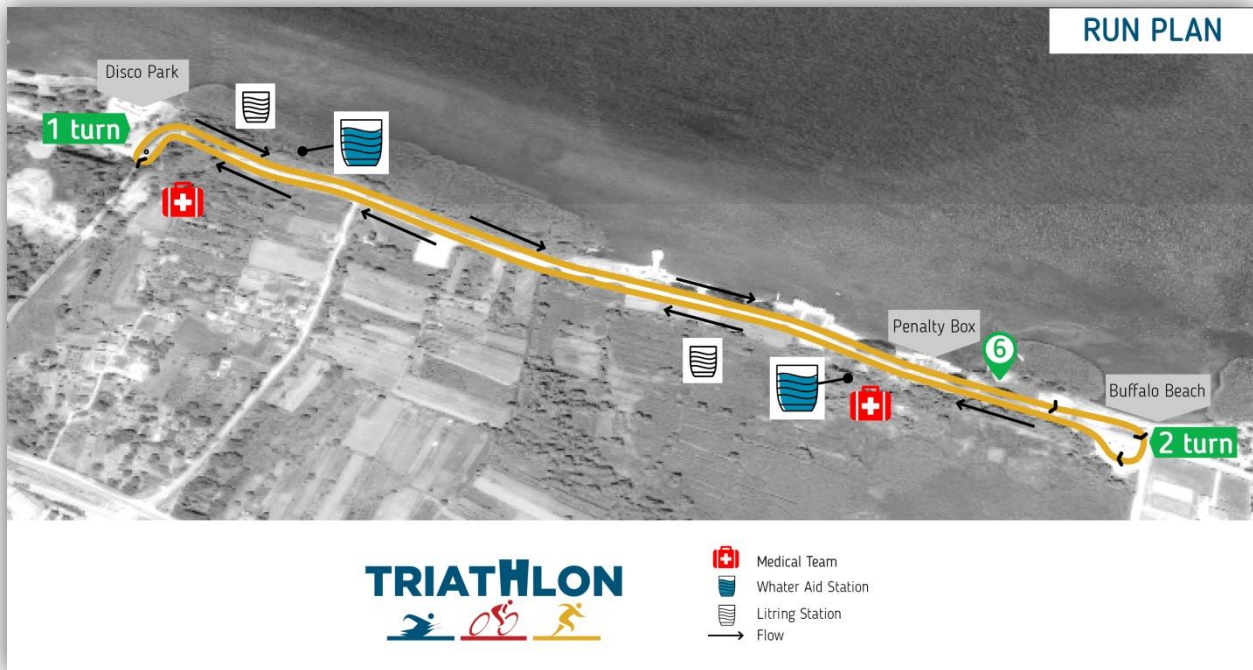 RUN PLAN
Disco Park
1 turn
Penalty Box
6
Buffalo Beach
2 turn
TRIATHLON
Medical Team
Whater Aid Station
Litring Station
Flow